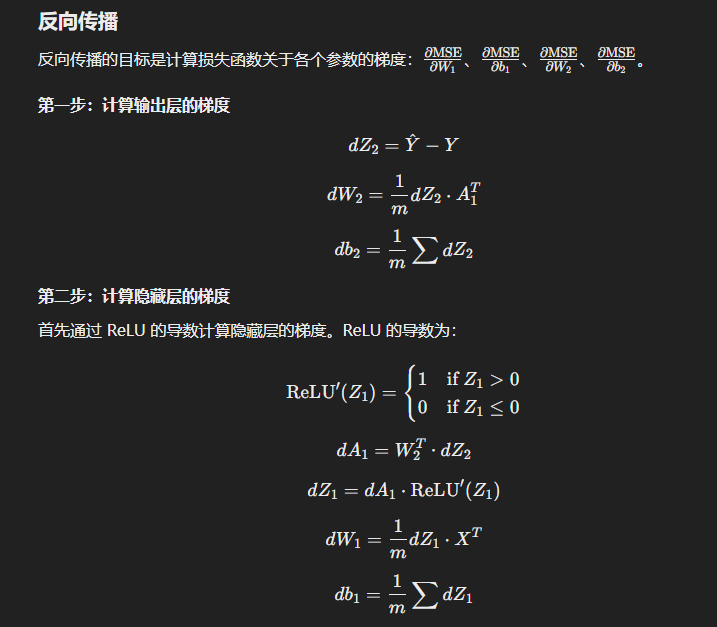 反向传播
反向传播的目标是计算损失函数关于各个参数的梯度：$\frac{\partial \text{MSE}}{\partial W_1}$、$\frac{\partial \text{MSE}}{\partial b_1}$、$\frac{\partial \text{MSE}}{\partial W_2}$、$\frac{\partial \text{MSE}}{\partial b_2}$。
第一步：计算输出层的梯度
$dZ_2 = \hat{Y} - Y$
$dW_2 = \frac{1}{m} dZ_2 \cdot A_1^T$
$db_2 = \frac{1}{m} \sum dZ_2$
第二步：计算隐藏层的梯度
首先通过 ReLU 的导数计算隐藏层的梯度。ReLU 的导数为：
$\text{ReLU}'(Z_1) = \begin{cases} 1 & \text{if } Z_1 > 0 \\ 0 & \text{if } Z_1 \leq 0 \end{cases}$
$dA_1 = W_2^T \cdot dZ_2$
$dZ_1 = dA_1 \cdot \text{ReLU}'(Z_1)$
$dW_1 = \frac{1}{m} dZ_1 \cdot X^T$
$db_1 = \frac{1}{m} \sum dZ_1$